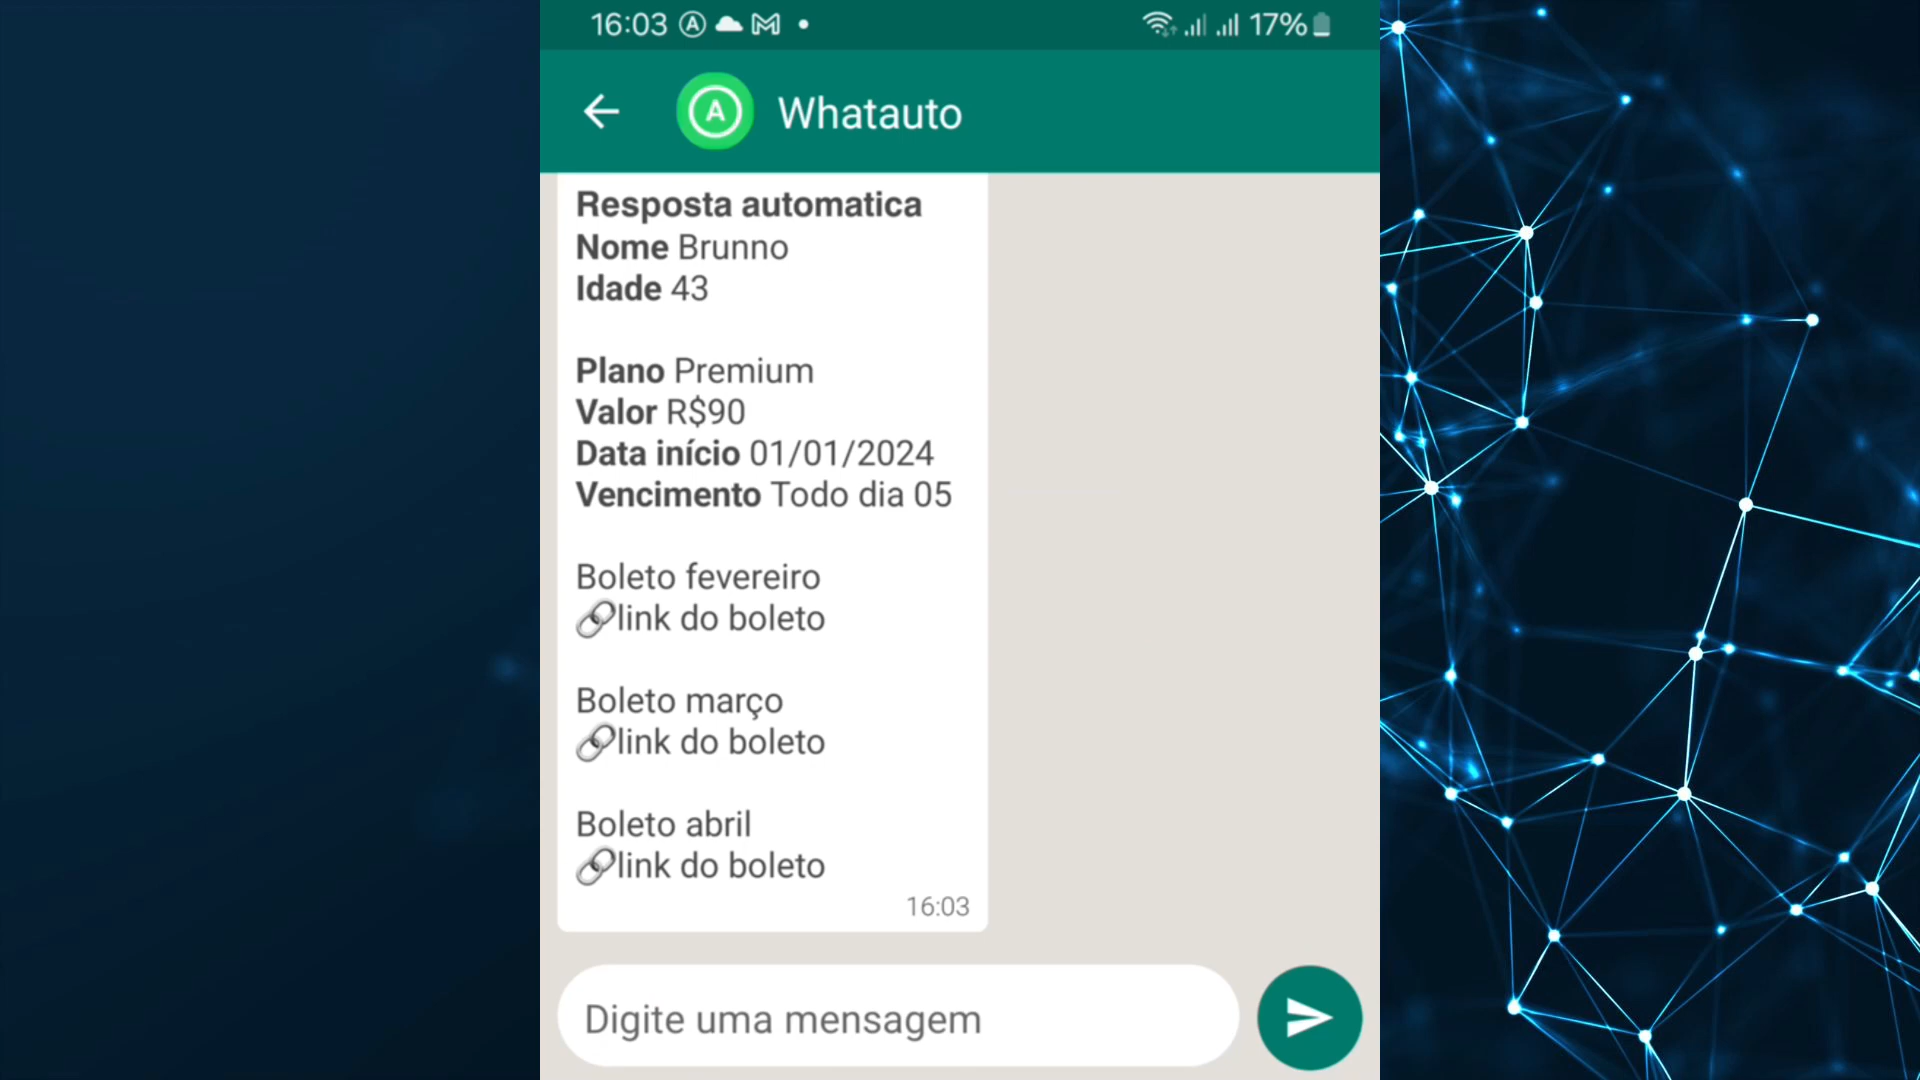 16:03 17%
Whatauto
Resposta automatica
Nome Brunno
Idade 43
Plano Premium
Valor R$90
Data início 01/01/2024
Vencimento Todo dia 05
Boleto fevereiro
🔗link do boleto
Boleto março
🔗link do boleto
Boleto abril
🔗link do boleto
16:03
Digite uma mensagem